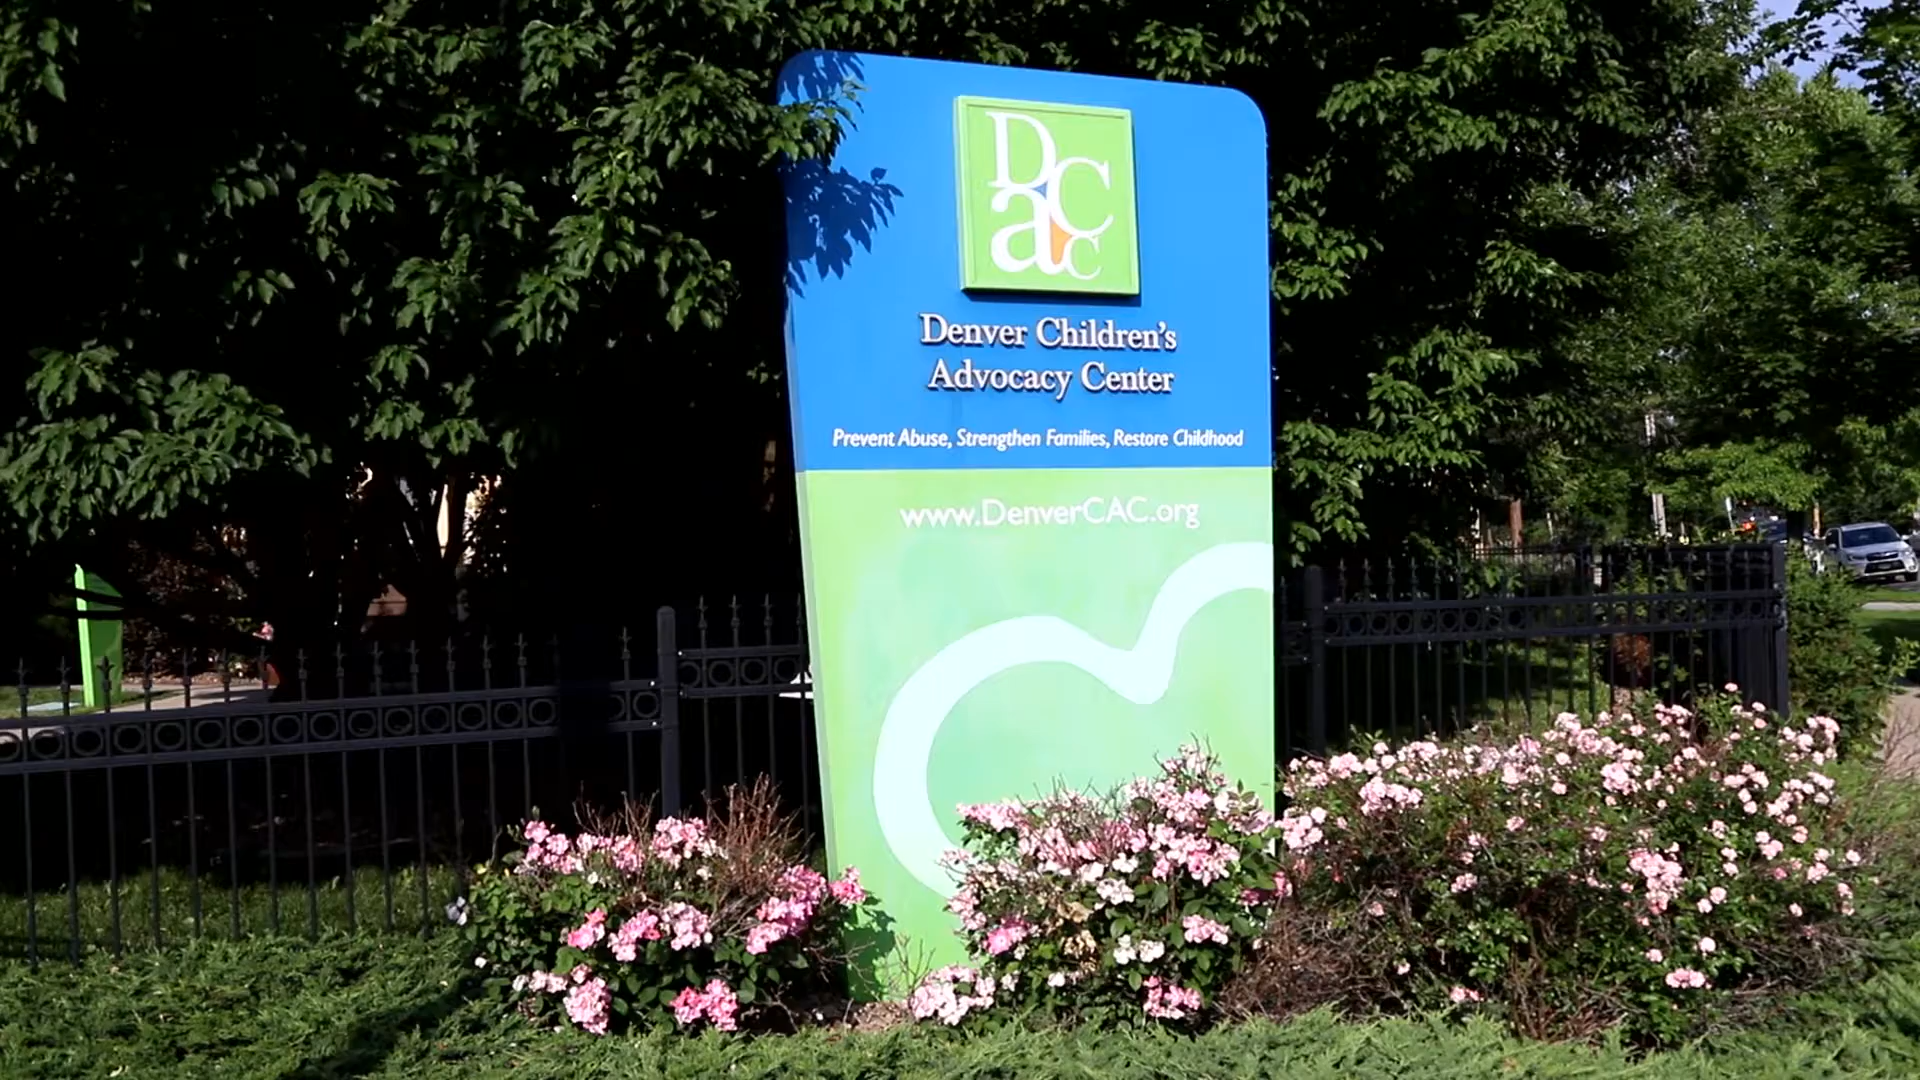 DCac
Denver Children's
Advocacy Center
Prevent Abuse, Strengthen Families, Restore Childhood
www.DenverCAC.org